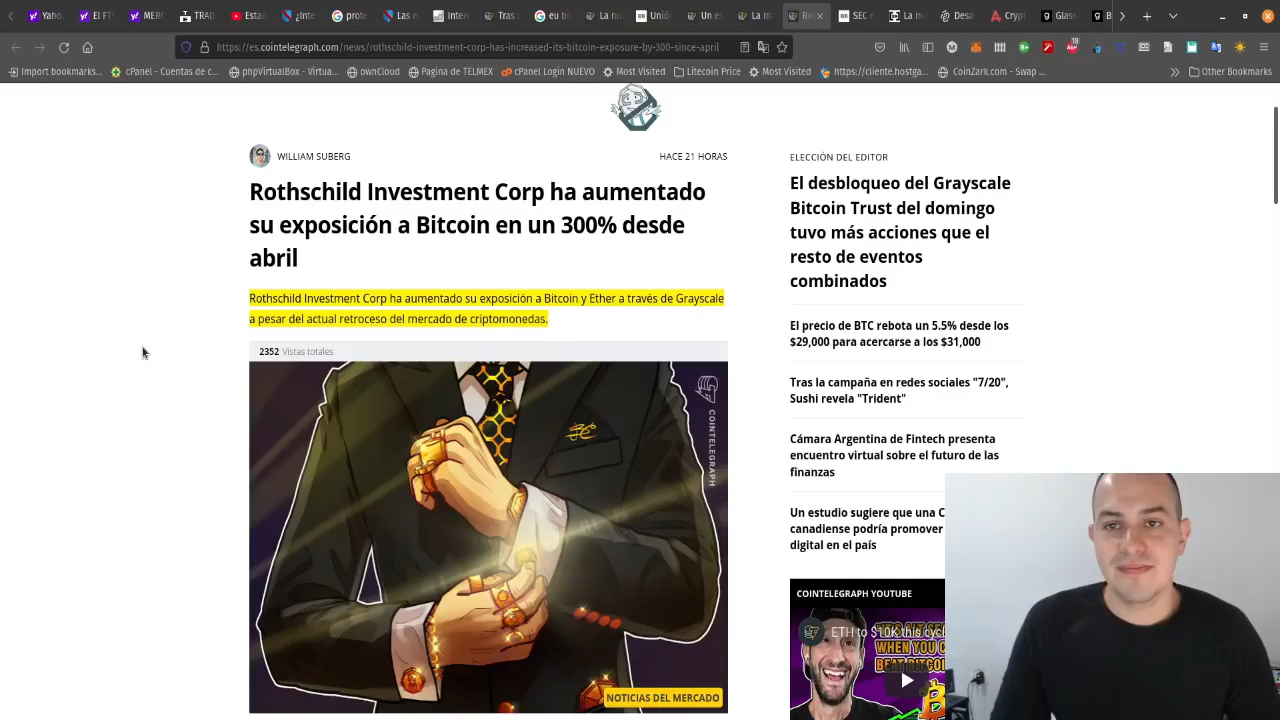 Yaho
El FT
MERC
TRAD
Estad
¿Inte
prote
Las e
Inten
Tras l
eu bi
La nu
Unión
Un es
La mu
SEC e
La m
Desa
Crypt
Glass
https://es.cointelegraph.com/news/rothschild-investment-corp-has-increased-its-bitcoin-exposure-by-300-since-april
Import bookmarks...
cPanel - Cuentas de c...
phpVirtualBox - Virtua...
ownCloud
Pagina de TELMEX
cPanel Login NUEVO
Most Visited
Litecoin Price
Most Visited
https://cliente.hostga...
CoinZark.com - Swap ...
Other Bookmarks
WILLIAM SUBERG
HACE 21 HORAS
Rothschild Investment Corp ha aumentado
su exposición a Bitcoin en un 300% desde
abril
Rothschild Investment Corp ha aumentado su exposición a Bitcoin y Ether a través de Grayscale
a pesar del actual retroceso del mercado de criptomonedas.
2352 Vistas totales
COINTELEGRAPH
NOTICIAS DEL MERCADO
ELECCIÓN DEL EDITOR
El desbloqueo del Grayscale
Bitcoin Trust del domingo
tuvo más acciones que el
resto de eventos
combinados
El precio de BTC rebota un 5.5% desde los
$29,000 para acercarse a los $31,000
Tras la campaña en redes sociales "7/20",
Sushi revela "Trident"
Cámara Argentina de Fintech presenta
encuentro virtual sobre el futuro de las
finanzas
Un estudio sugiere que una C
canadiense podría promover
digital en el país
COINTELEGRAPH YOUTUBE
ETH to $10K this cycl
WHEN YOU C
BEAT BITCOI